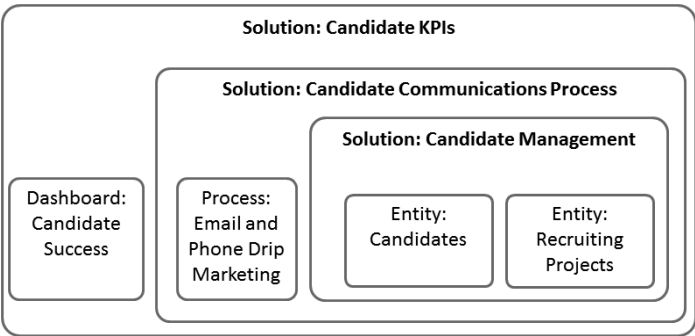 Solution: Candidate KPIs
Solution: Candidate Communications Process
Solution: Candidate Management
Dashboard:
Candidate
Success
Process:
Email and
Phone Drip
Marketing
Entity:
Candidates
Entity:
Recruiting
Projects